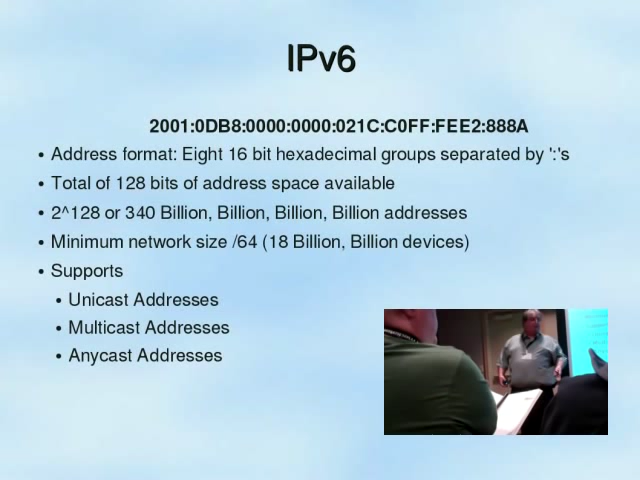 IPv6
2001:0DB8:0000:0000:021C:C0FF:FEE2:888A
• Address format: Eight 16 bit hexadecimal groups separated by ':'s
• Total of 128 bits of address space available
• 2^128 or 340 Billion, Billion, Billion, Billion addresses
• Minimum network size /64 (18 Billion, Billion devices)
• Supports
• Unicast Addresses
• Multicast Addresses
• Anycast Addresses